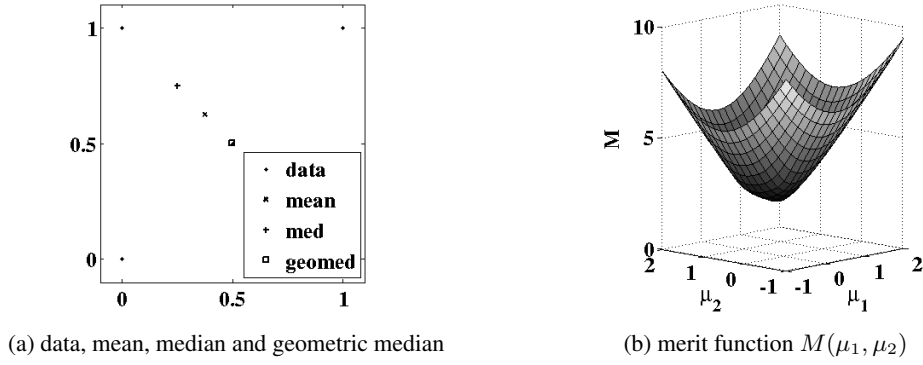 1
0.5
0
0
0.5
1
data
mean
med
geomed
10
5
0
M
2
1
0
-1
μ2
-1
0
1
2
μ1
(a) data, mean, median and geometric median
(b) merit function M(μ1, μ2)